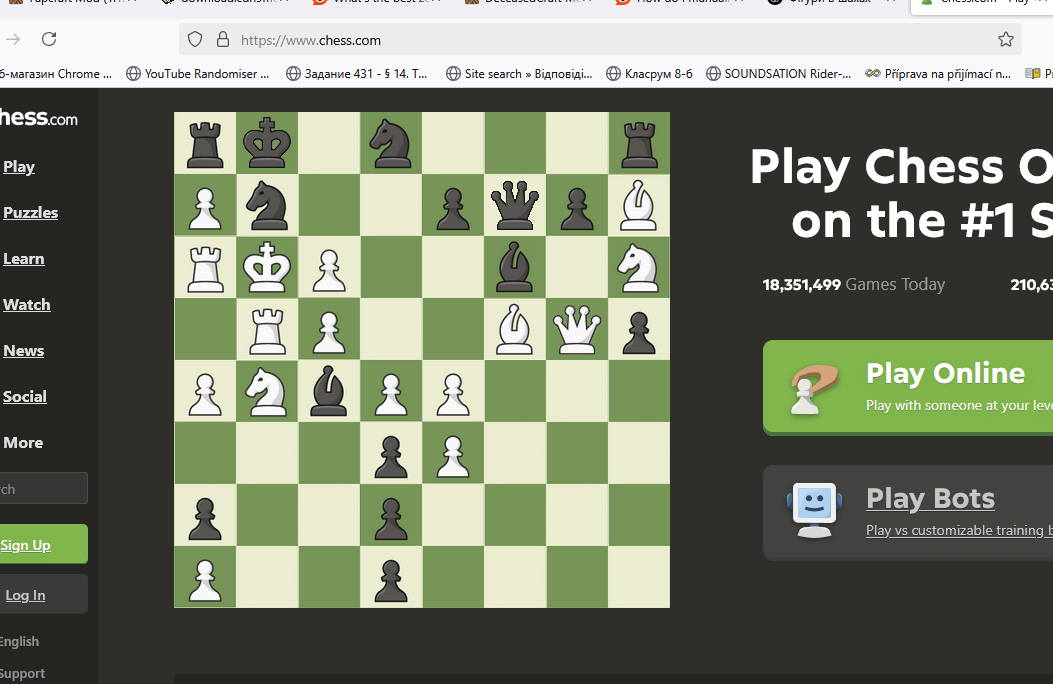 https://www.chess.com
б-магазин Chrome ... YouTube Randomiser ... Задание 431 - § 14. Т... Site search » Відповіді... Класрум 8-б SOUNDSATION Rider-... Příprava na přijímací n...
hess.com
Play
Puzzles
Learn
Watch
News
Social
More
rch
Sign Up
Log In
English
Support
Play Chess O
on the #1 S
18,351,499 Games Today 210,63
Play Online
Play with someone at your leve
Play Bots
Play vs customizable training b